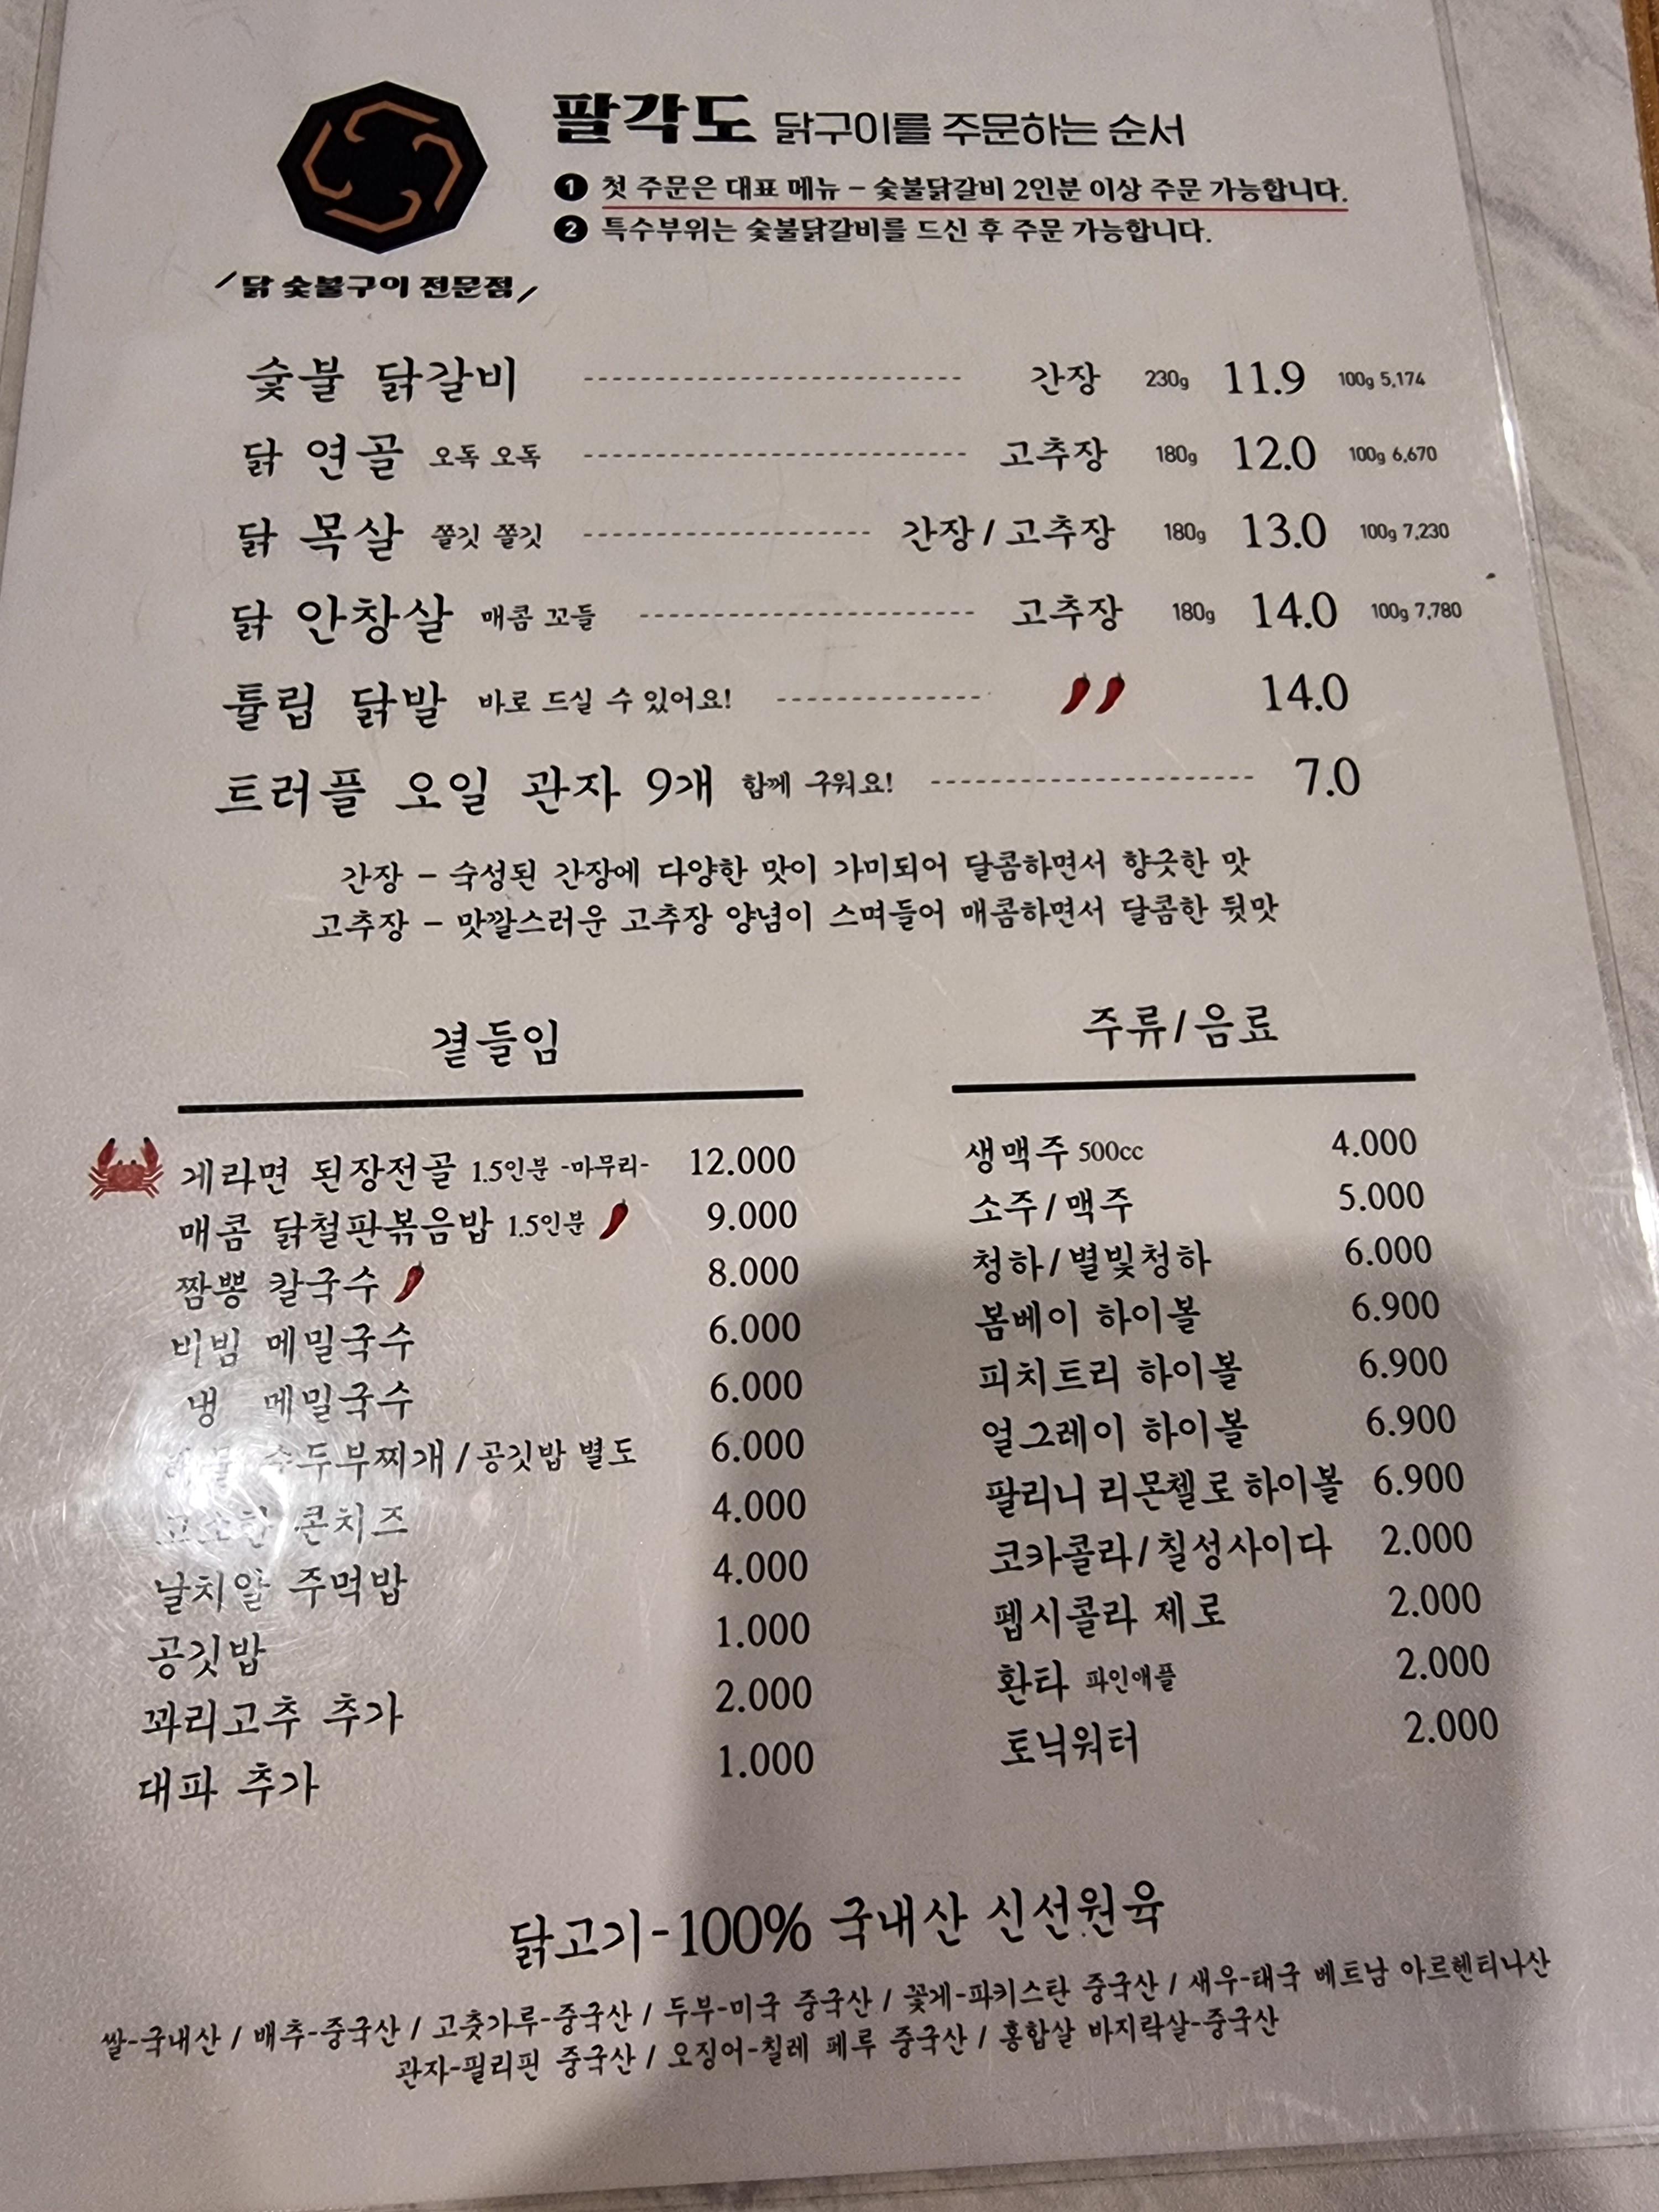 팔각도 닭구이를 주문하는 순서
1 첫 주문은 대표 메뉴 - 숯불닭갈비 2인분 이상 주문 가능합니다.
2 특수부위는 숯불닭갈비를 드신 후 주문 가능합니다.
닭 숯불구이 전문점
숯불 닭갈비 간장 230g 11.9 100g 5,174
닭 연골 오독 오독 고추장 180g 12.0 100g 6,670
닭 목살 쫄깃 쫄깃 간장/고추장 180g 13.0 100g 7,230
닭 안창살 매콤 꼬들 고추장 180g 14.0 100g 7,780
튤립 닭발 바로 드실 수 있어요! 14.0
트러플 오일 관자 9개 함께 구워요! 7.0
간장 - 숙성된 간장에 다양한 맛이 가미되어 달콤하면서 향긋한 맛
고추장 - 맛깔스러운 고추장 양념이 스며들어 매콤하면서 달콤한 뒷맛
곁들임
게라면 된장전골 1.5인분 -마무리- 12.000
매콤 닭철판볶음밥 1.5인분 9.000
짬뽕 칼국수 8.000
비빔 메밀국수 6.000
냉 메밀국수 6.000
순두부찌개/공깃밥 별도 6.000
콘치즈 4.000
날치알 주먹밥 4.000
공깃밥 1.000
꽈리고추 추가 2.000
대파 추가 1.000
주류/음료
생맥주 500cc 4.000
소주/맥주 5.000
청하/별빛청하 6.000
봄베이 하이볼 6.900
피치트리 하이볼 6.900
얼그레이 하이볼 6.900
팔리니 리몬첼로 하이볼 6.900
코카콜라/칠성사이다 2.000
펩시콜라 제로 2.000
환타 파인애플 2.000
토닉워터 2.000
닭고기-100% 국내산 신선원육
쌀-국내산 / 배추-중국산 / 고춧가루-중국산 / 두부-미국 중국산 / 꽃게-파키스탄 중국산 / 새우-태국 베트남 아르헨티나산
관자-필리핀 중국산 / 오징어-칠레 페루 중국산 / 홍합살 바지락살-중국산